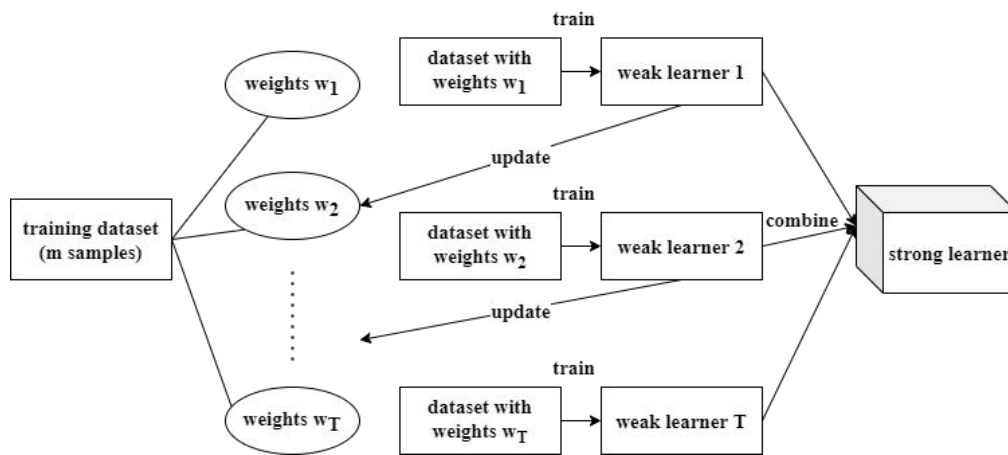 train
weights w1
dataset with
weights w1
weak learner 1
update
train
training dataset
(m samples)
weights w2
dataset with
weights w2
weak learner 2
combine
strong learner
update
train
weights wT
dataset with
weights wT
weak learner T